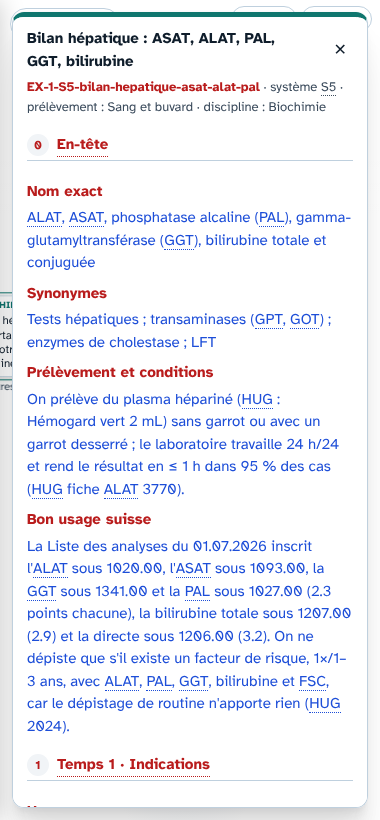 Bilan hépatique : ASAT, ALAT, PAL,
GGT, bilirubine
×
EX-1-S5-bilan-hepatique-asat-alat-pal · système S5 ·
prélèvement : Sang et buvard · discipline : Biochimie
0 En-tête
Nom exact
ALAT, ASAT, phosphatase alcaline (PAL), gamma-
glutamyltransférase (GGT), bilirubine totale et
conjuguée
Synonymes
Tests hépatiques ; transaminases (GPT, GOT) ;
enzymes de cholestase ; LFT
Prélèvement et conditions
On prélève du plasma hépariné (HUG :
Hémogard vert 2 mL) sans garrot ou avec un
garrot desserré ; le laboratoire travaille 24 h/24
et rend le résultat en ≤ 1 h dans 95 % des cas
(HUG fiche ALAT 3770).
Bon usage suisse
La Liste des analyses du 01.07.2026 inscrit
l'ALAT sous 1020.00, l'ASAT sous 1093.00, la
GGT sous 1341.00 et la PAL sous 1027.00 (2.3
points chacune), la bilirubine totale sous 1207.00
(2.9) et la directe sous 1206.00 (3.2). On ne
dépiste que s'il existe un facteur de risque, 1×/1–
3 ans, avec ALAT, PAL, GGT, bilirubine et FSC,
car le dépistage de routine n'apporte rien (HUG
2024).
1 Temps 1 · Indications